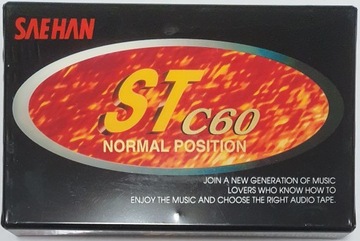 SAEHAN
ST C60
NORMAL POSITION
JOIN A NEW GENERATION OF MUSIC
LOVERS WHO KNOW HOW TO
ENJOY THE MUSIC AND CHOOSE THE RIGHT AUDIO TAPE.